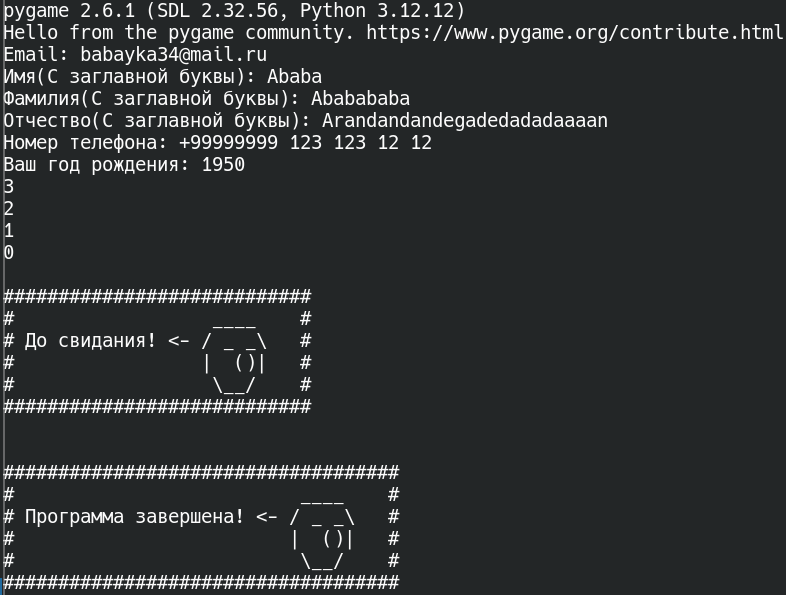 pygame 2.6.1 (SDL 2.32.56, Python 3.12.12)
Hello from the pygame community. https://www.pygame.org/contribute.html
Email: babayka34@mail.ru
Имя(С заглавной буквы): Ababa
Фамилия(С заглавной буквы): Ababababa
Отчество(С заглавной буквы): Arandandandegadedadadaaaan
Номер телефона: +99999999 123 123 12 12
Ваш год рождения: 1950
3
2
1
0

############################
#                  ____    #
# До свидания! <- / _ _\   #
#                 |  ()|   #
#                  \__/    #
############################


####################################
#                          ____    #
# Программа завершена! <- / _ _\   #
#                         |  ()|   #
#                          \__/    #
####################################